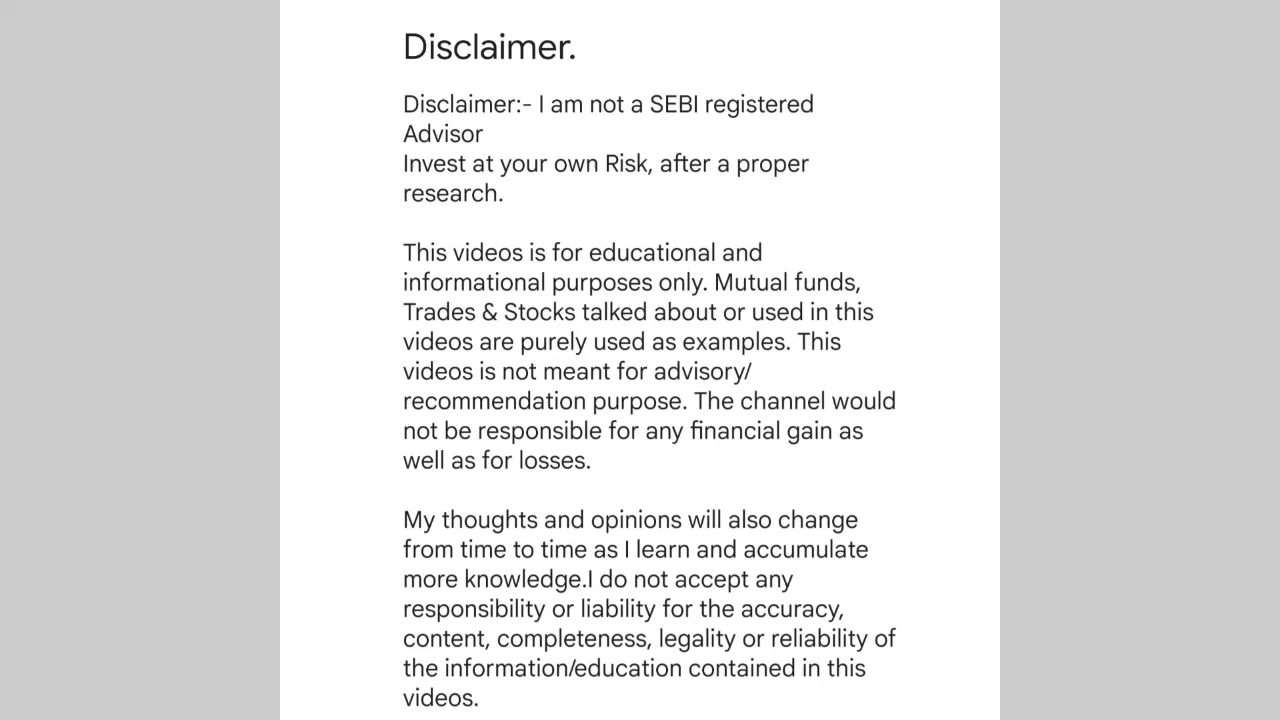 Disclaimer.
Disclaimer:- I am not a SEBI registered
Advisor
Invest at your own Risk, after a proper
research.
This videos is for educational and
informational purposes only. Mutual funds,
Trades & Stocks talked about or used in this
videos are purely used as examples. This
videos is not meant for advisory/
recommendation purpose. The channel would
not be responsible for any financial gain as
well as for losses.
My thoughts and opinions will also change
from time to time as I learn and accumulate
more knowledge.I do not accept any
responsibility or liability for the accuracy,
content, completeness, legality or reliability of
the information/education contained in this
videos.